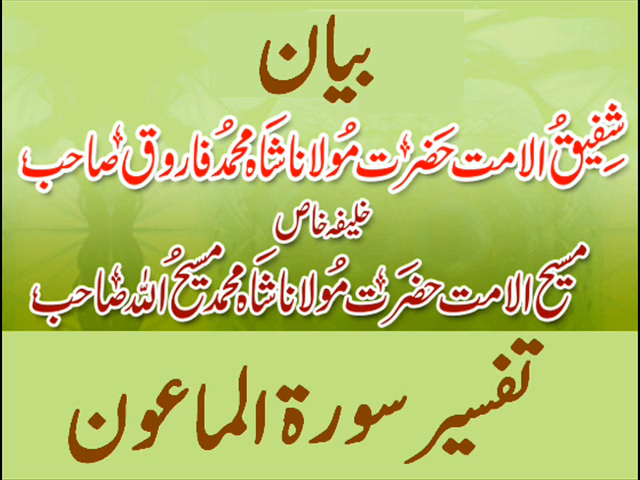 بیان
شفیقُ الامت حضرت مولانا شاہ محمد فاروق صاحبؒ
خلیفہ خاص
مسیح الامت حضرت مولانا شاہ محمد مسیحُ اللہ صاحبؒ
تفسیر سورۃ الماعون